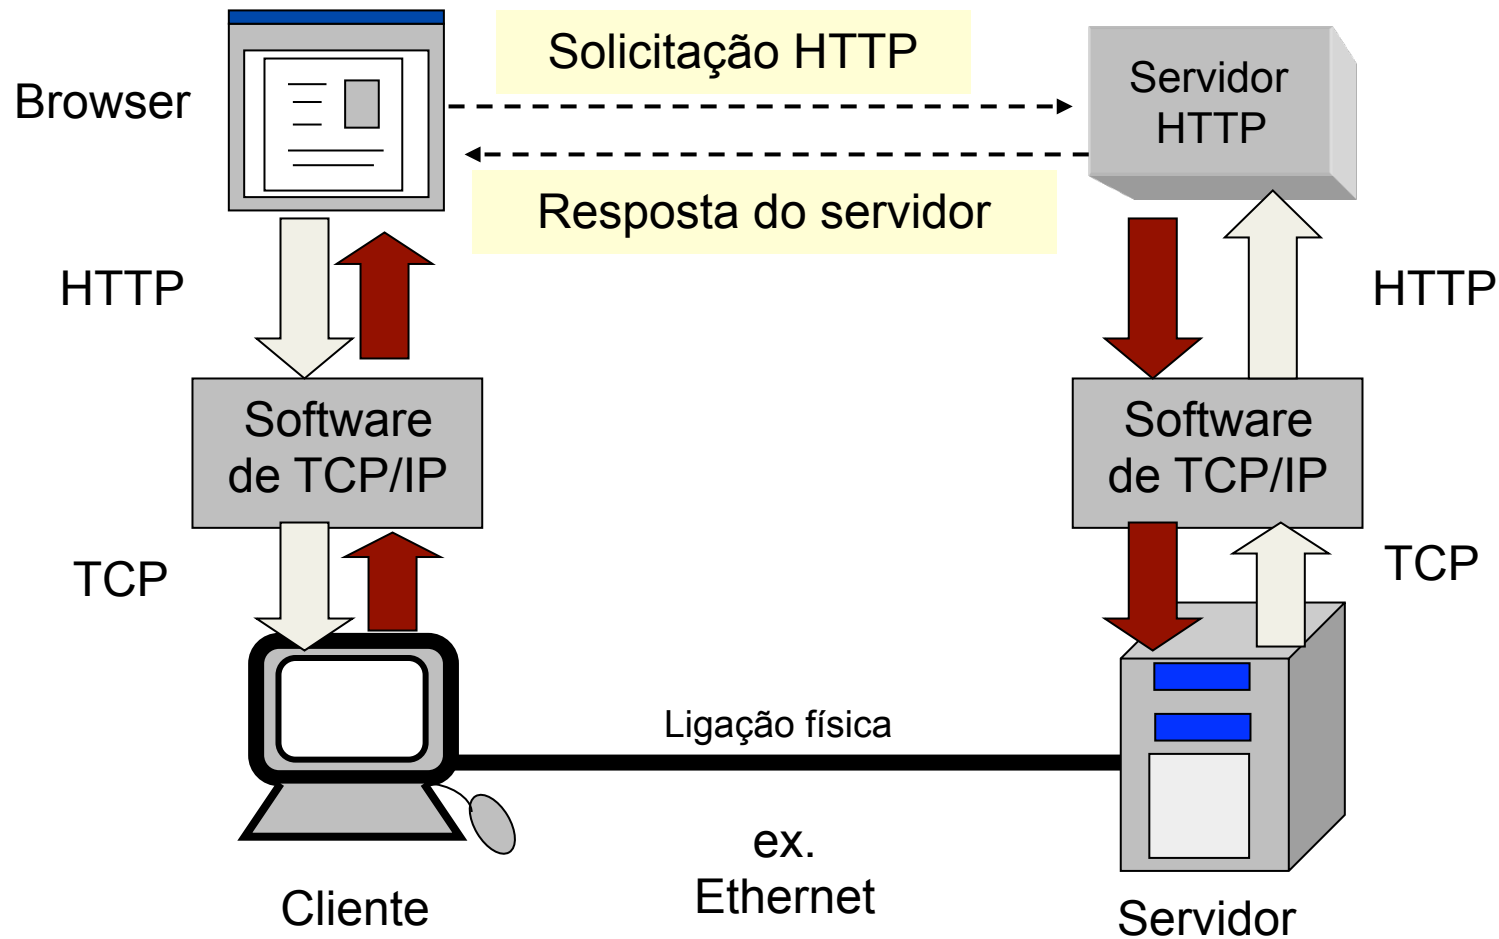 Solicitação HTTP
Browser
Servidor
HTTP
Resposta do servidor
HTTP
HTTP
Software
de TCP/IP
Software
de TCP/IP
TCP
TCP
Ligação física
ex.
Ethernet
Cliente
Servidor